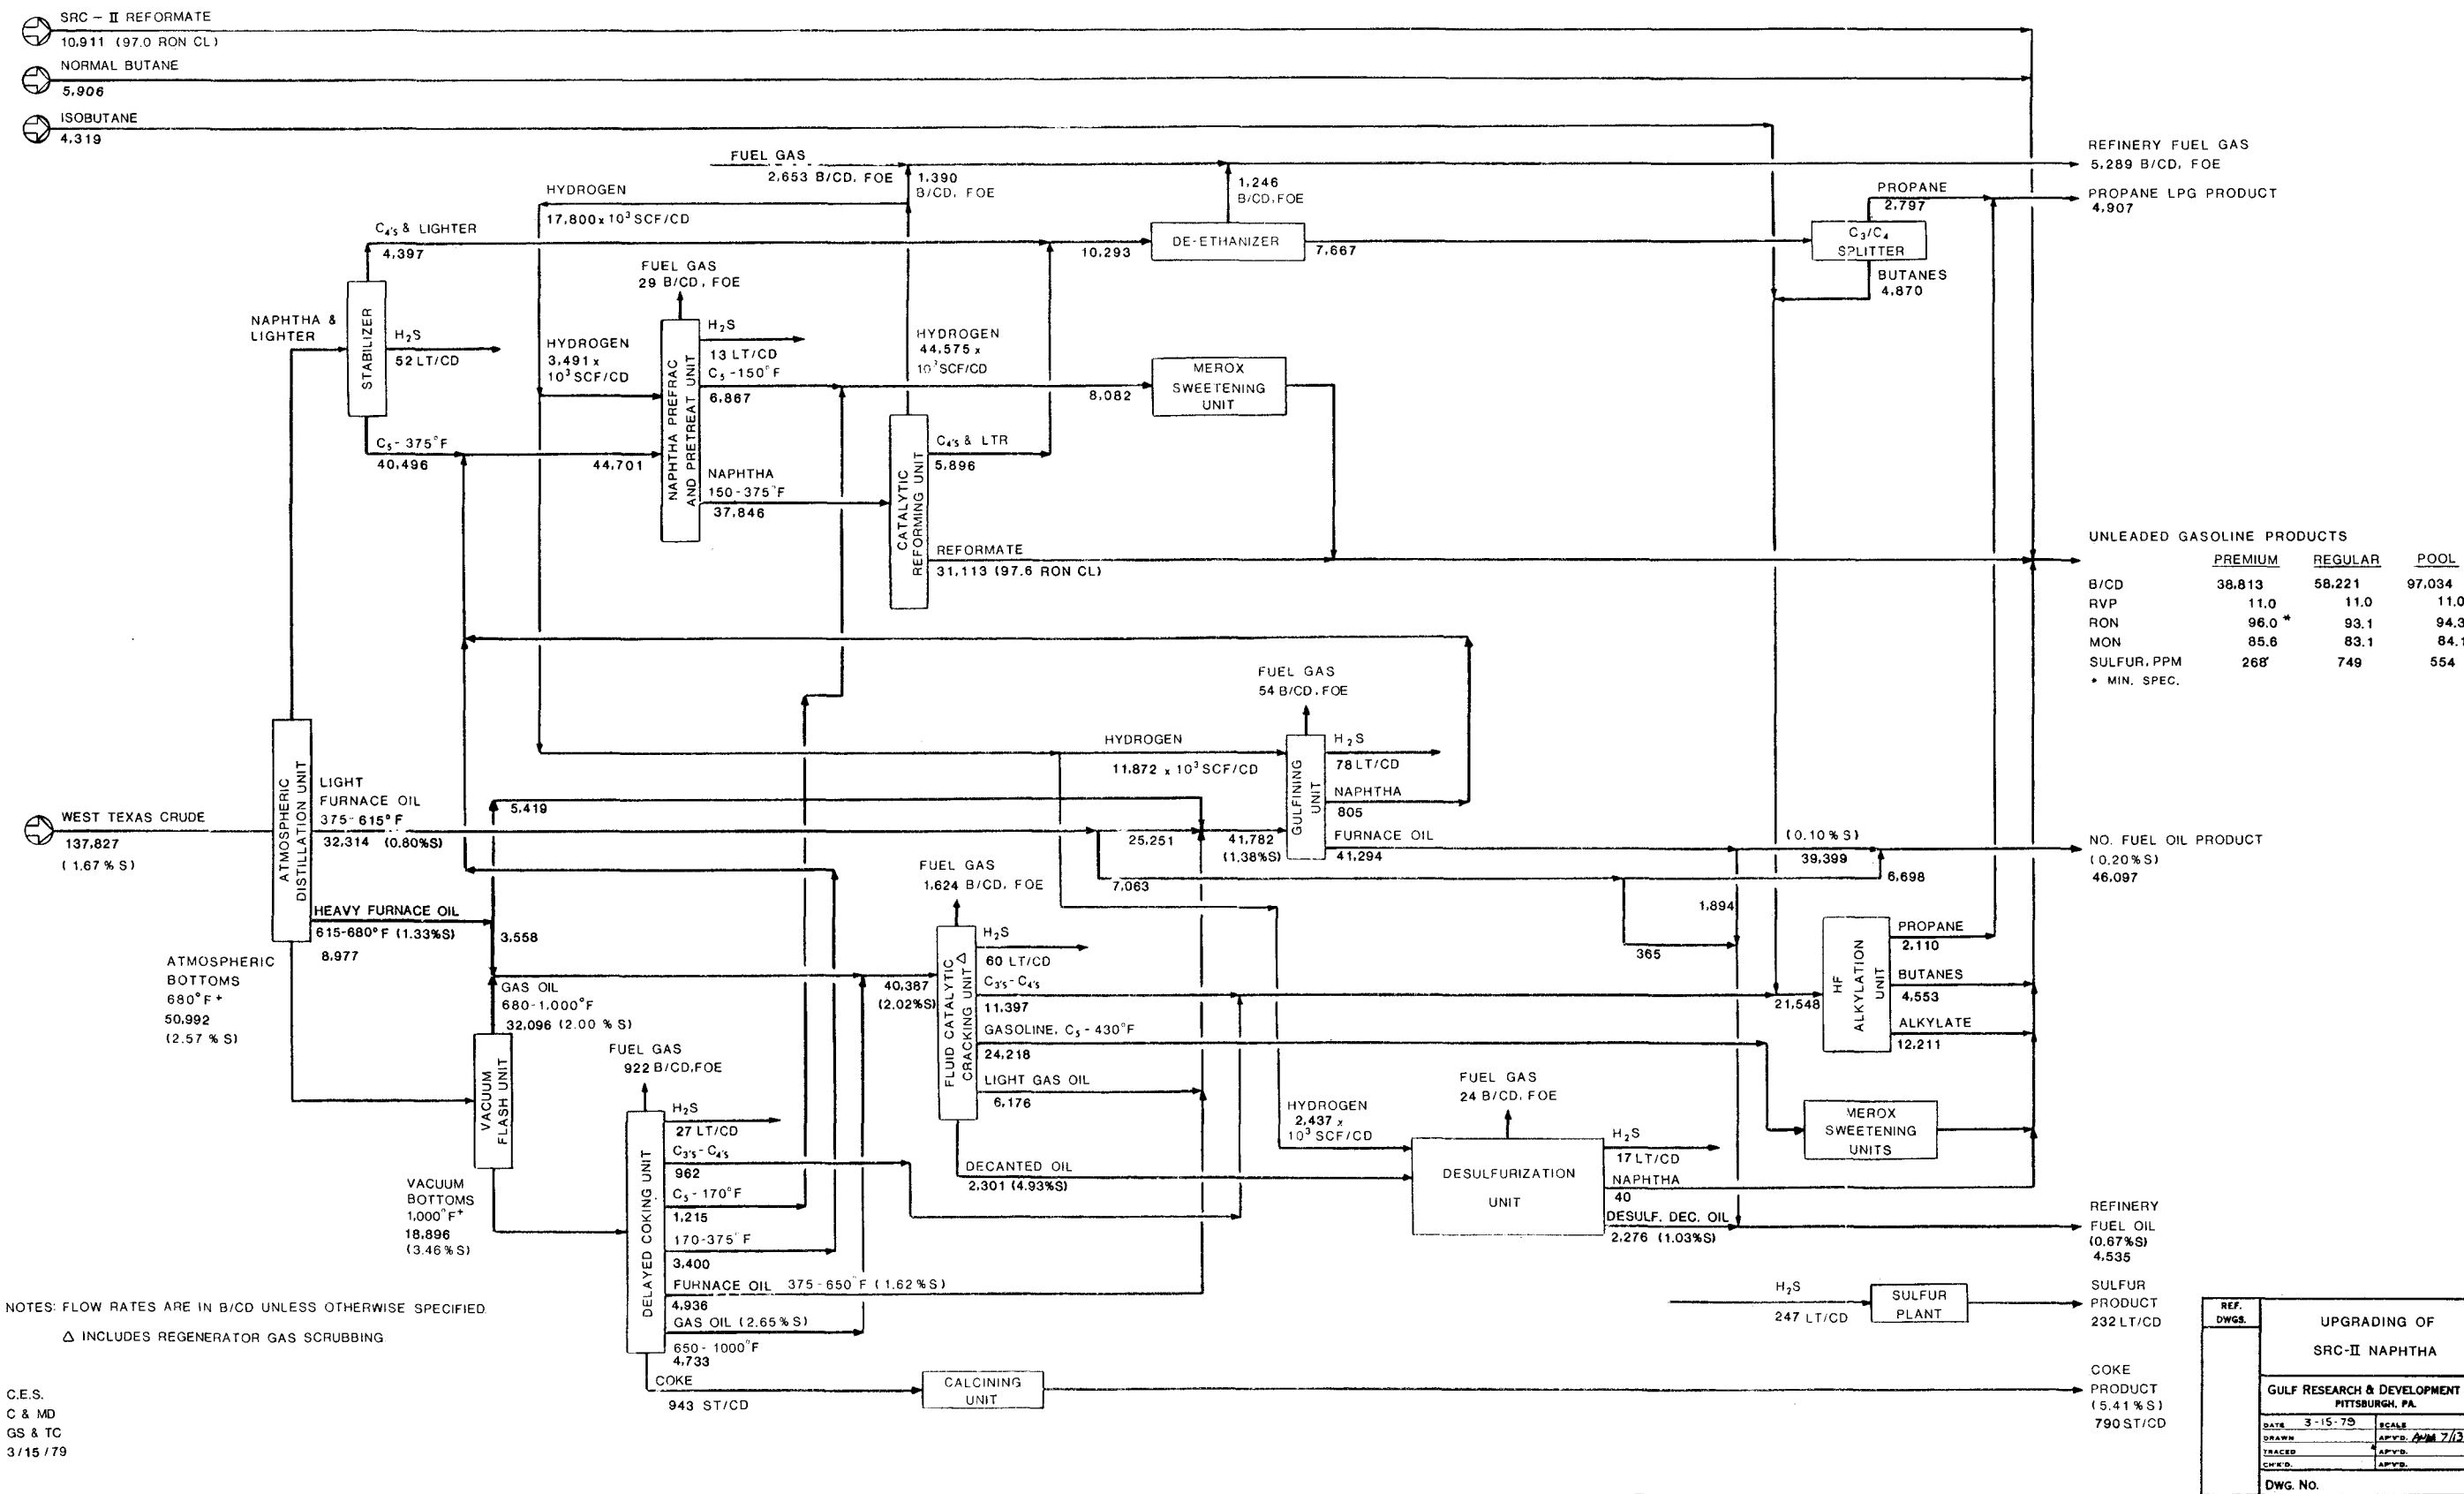 SRC – II REFORMATE
10,911 (97.0 RON CL)
NORMAL BUTANE
5,906
ISOBUTANE
4,319
FUEL GAS
2,653 B/CD, FOE
1,390
B/CD, FOE
1,246
B/CD, FOE
REFINERY FUEL GAS
5,289 B/CD, FOE
PROPANE
2,797
PROPANE LPG PRODUCT
4,907
HYDROGEN
17,800 x 10³ SCF/CD
C₄'s & LIGHTER
4,397
10,293
DE-ETHANIZER
7,667
C₃/C₄
SPLITTER
BUTANES
4,870
FUEL GAS
29 B/CD, FOE
NAPHTHA &
LIGHTER
STABILIZER
H₂S
52 LT/CD
HYDROGEN
3,491 x
10³ SCF/CD
NAPHTHA PREFRAC
AND PRETREAT UNIT
H₂S
13 LT/CD
C₅ -150°F
6,867
HYDROGEN
44,575 x
10³ SCF/CD
8,082
MEROX
SWEETENING
UNIT
C₅ - 375°F
40,496
44,701
NAPHTHA
150-375°F
37,846
CATALYTIC
REFORMING UNIT
C₄'s & LTR
5,896
REFORMATE
31,113 (97.6 RON CL)
UNLEADED GASOLINE PRODUCTS
PREMIUM REGULAR POOL
B/CD 38,813 58,221 97,034
RVP 11.0 11.0 11.0
RON 96.0 * 93.1 94.3
MON 85.6 83.1 84.1
SULFUR, PPM 268 749 554
* MIN. SPEC.
FUEL GAS
54 B/CD, FOE
HYDROGEN
11,872 x 10³ SCF/CD
GULFINING
UNIT
H₂S
78 LT/CD
NAPHTHA
805
FURNACE OIL
41,294
WEST TEXAS CRUDE
137,827
(1.67 % S)
ATMOSPHERIC
DISTILLATION UNIT
LIGHT
FURNACE OIL
375-615°F
32,314 (0.80%S)
5,419
25,251
41,782
(1.38%S)
7,063
(0.10%S)
39,399
6,698
NO. FUEL OIL PRODUCT
(0.20%S)
46,097
HEAVY FURNACE OIL
615-680°F (1.33%S)
8,977
3,558
FUEL GAS
1,624 B/CD, FOE
1,894
365
ATMOSPHERIC
BOTTOMS
680°F +
50,992
(2.57 % S)
GAS OIL
680-1,000°F
32,096 (2.00 % S)
40,387
(2.02%S)
FLUID CATALYTIC
CRACKING UNIT Δ
H₂S
60 LT/CD
C₃'s- C₄'s
11,397
GASOLINE, C₅ - 430°F
24,218
LIGHT GAS OIL
6,176
21,548
HF
ALKYLATION
UNIT
PROPANE
2,110
BUTANES
4,553
ALKYLATE
12,211
VACUUM
FLASH UNIT
FUEL GAS
922 B/CD, FOE
FUEL GAS
24 B/CD, FOE
HYDROGEN
2,437 x
10³ SCF/CD
MEROX
SWEETENING
UNITS
DELAYED COKING UNIT
H₂S
27 LT/CD
C₃'s- C₄'s
962
C₅ - 170°F
1,215
170-375°F
3,400
FURNACE OIL 375-650°F (1.62%S)
4,936
GAS OIL (2.65%S)
650 - 1000°F
4,733
COKE
943 ST/CD
CALCINING
UNIT
VACUUM
BOTTOMS
1,000°F+
18,896
(3.46%S)
DECANTED OIL
2,301 (4.93%S)
DESULFURIZATION
UNIT
H₂S
17 LT/CD
NAPHTHA
40
DESULF. DEC. OIL
2,276 (1.03%S)
REFINERY
FUEL OIL
(0.67%S)
4,535
H₂S
247 LT/CD
SULFUR
PLANT
SULFUR
PRODUCT
232 LT/CD
COKE
PRODUCT
(5.41%S)
790 ST/CD
NOTES: FLOW RATES ARE IN B/CD UNLESS OTHERWISE SPECIFIED.
Δ INCLUDES REGENERATOR GAS SCRUBBING
C.E.S.
C & MD
GS & TC
3/15/79
REF.
DWGS.
UPGRADING OF
SRC-II NAPHTHA
GULF RESEARCH & DEVELOPMENT
PITTSBURGH, PA.
DATE 3-15-79 SCALE
DRAWN AP'V'D. 7/13
TRACED AP'V'D.
CH'K'D. AP'V'D.
DWG. NO.